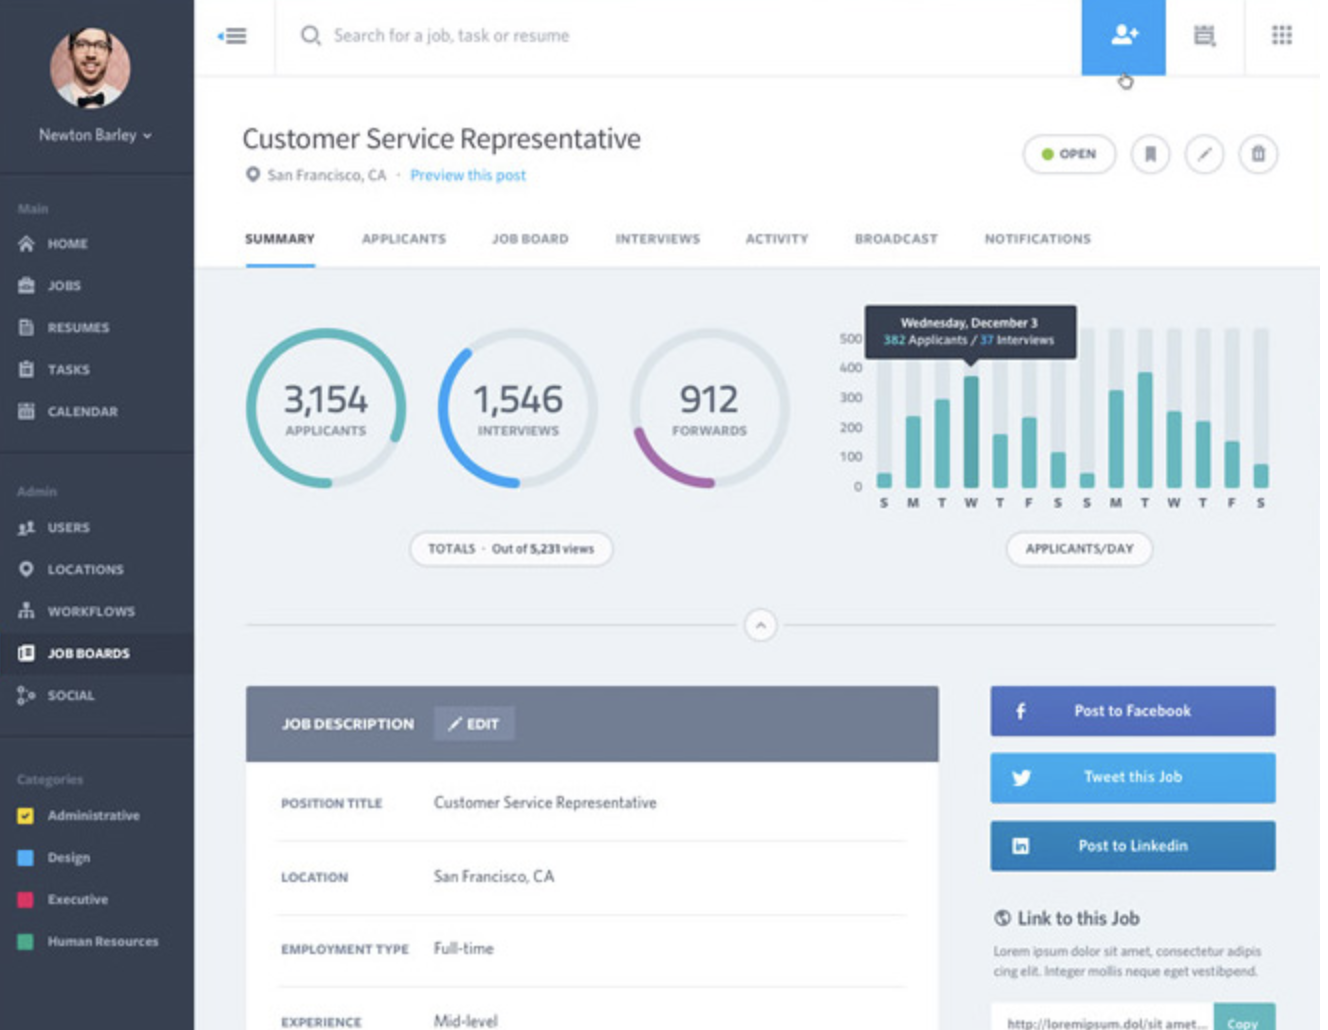 Newton Barley
Main
HOME
JOBS
RESUMES
TASKS
CALENDAR
Admin
USERS
LOCATIONS
WORKFLOWS
JOB BOARDS
SOCIAL
Categories
Administrative
Design
Executive
Human Resources
Search for a job, task or resume
Customer Service Representative
San Francisco, CA · Preview this post
OPEN
SUMMARY APPLICANTS JOB BOARD INTERVIEWS ACTIVITY BROADCAST NOTIFICATIONS
3,154
APPLICANTS
1,546
INTERVIEWS
912
FORWARDS
TOTALS · Out of 5,231 views
Wednesday, December 3
382 Applicants / 37 Interviews
500
400
300
200
100
0
S M T W T F S S M T W T F S
APPLICANTS/DAY
JOB DESCRIPTION EDIT
POSITION TITLE Customer Service Representative
LOCATION San Francisco, CA
EMPLOYMENT TYPE Full-time
EXPERIENCE Mid-level
Post to Facebook
Tweet this Job
Post to Linkedin
Link to this Job
Lorem ipsum dolor sit amet, consectetur adipis
cing elit. Integer mollis neque eget vestibpend.
http://loremipsum.dol/sit amet... Copy